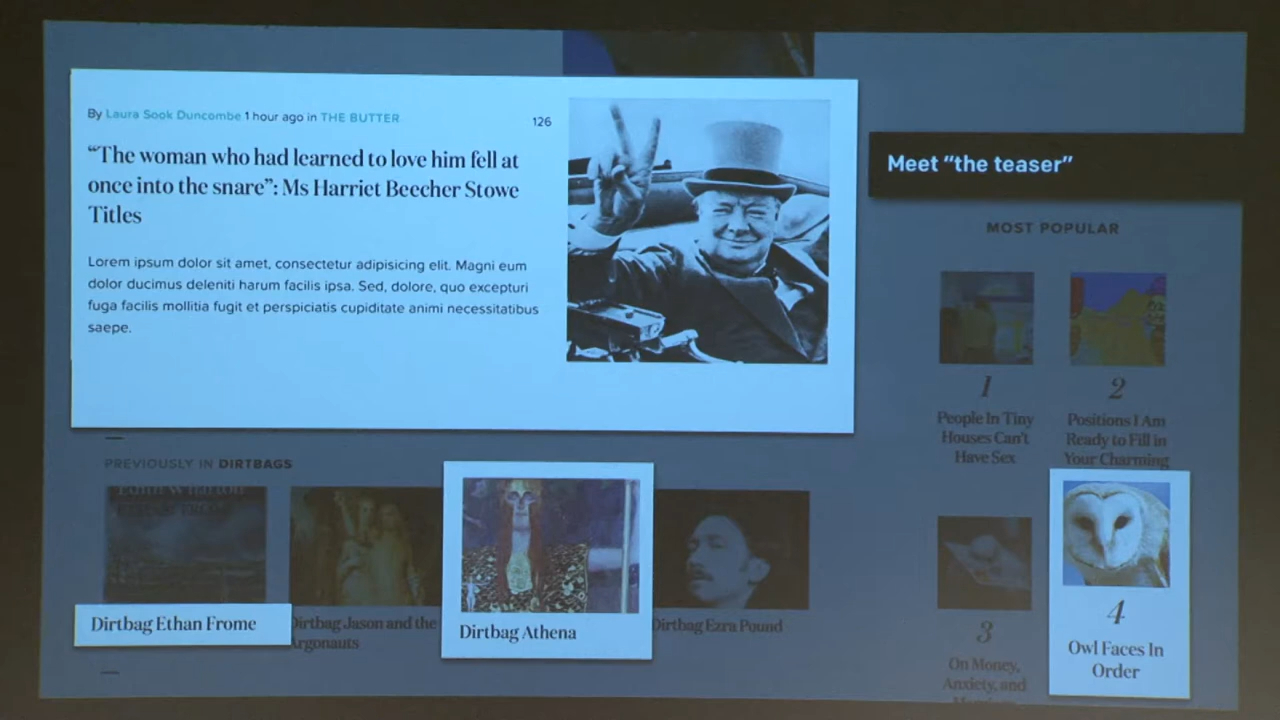 By Laura Sook Duncombe 1 hour ago in THE BUTTER
126
“The woman who had learned to love him fell at
once into the snare”: Ms Harriet Beecher Stowe
Titles
Lorem ipsum dolor sit amet, consectetur adipisicing elit. Magni eum
dolor ducimus deleniti harum facilis ipsa. Sed, dolore, quo excepturi
fuga facilis mollitia fugit et perspiciatis cupiditate animi necessitatibus
saepe.
Meet “the teaser”
MOST POPULAR
1
People In Tiny
Houses Can't
Have Sex
2
Positions I Am
Ready to Fill in
Your Charming
3
On Money,
Anxiety, and
4
Owl Faces In
Order
PREVIOUSLY IN DIRTBAGS
Edith Wharton
Dirtbag Ethan Frome
Dirtbag Jason and the
Argonauts
Dirtbag Athena
Dirtbag Ezra Pound